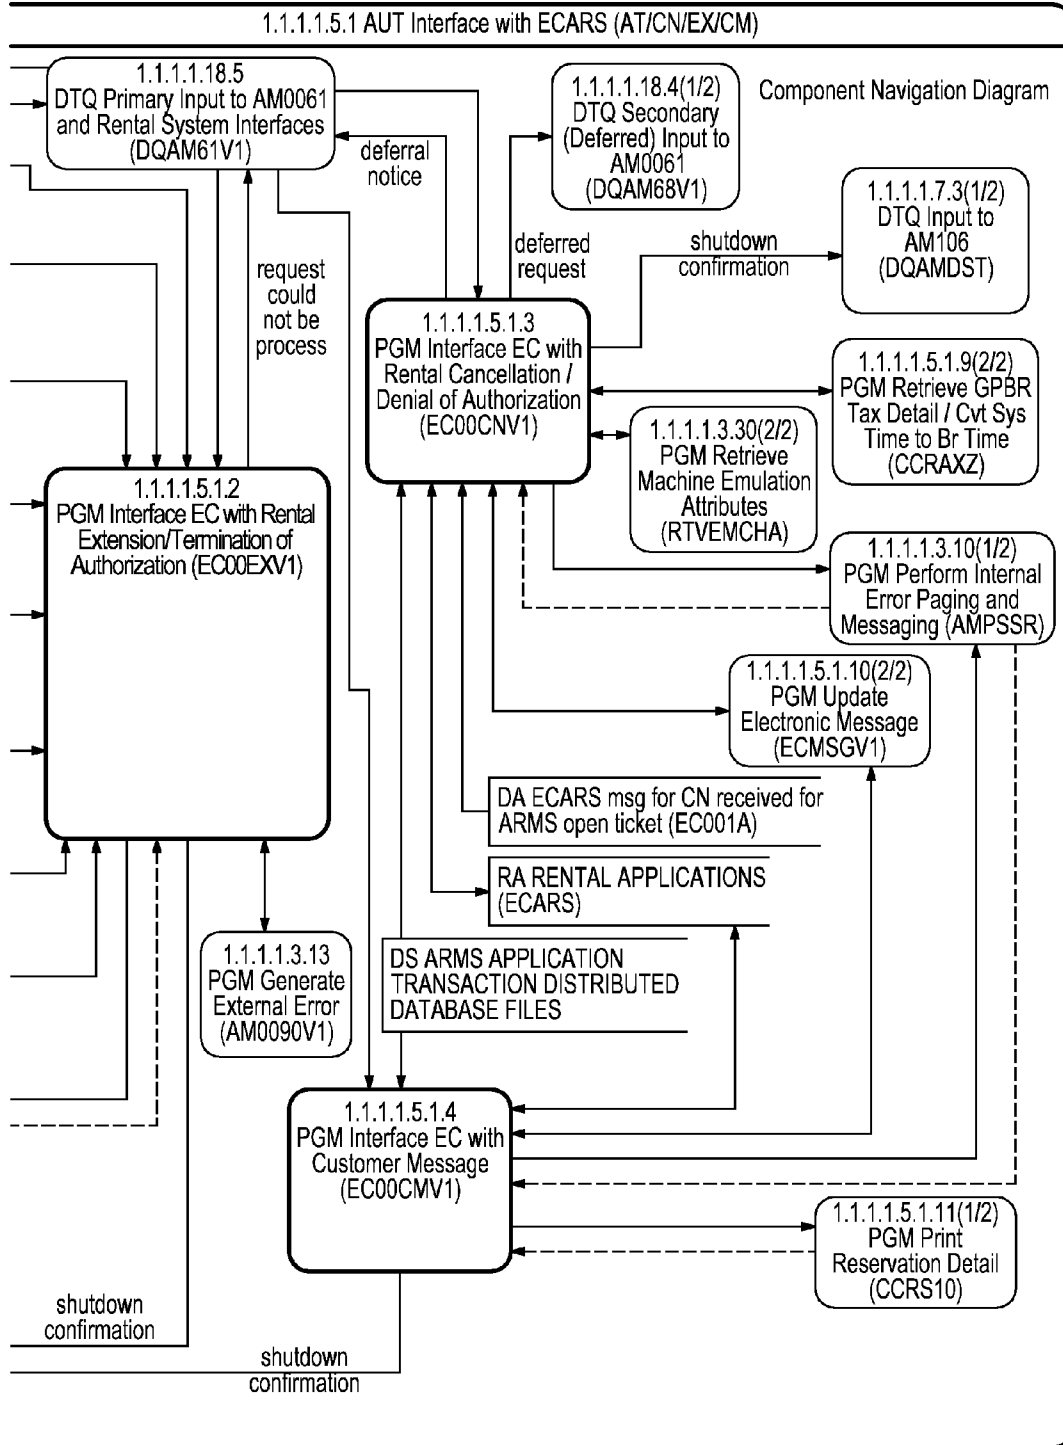 1.1.1.1.5.1 AUT Interface with ECARS (AT/CN/EX/CM)
Component Navigation Diagram
1.1.1.1.18.5
DTQ Primary Input to AM0061
and Rental System Interfaces
(DQAM61V1)
deferral
notice
1.1.1.1.18.4(1/2)
DTQ Secondary
(Deferred) Input to
AM0061
(DQAM68V1)
1.1.1.1.7.3(1/2)
DTQ Input to
AM106
(DQAMDST)
request
could
not be
process
deferred
request
shutdown
confirmation
1.1.1.1.5.1.3
PGM Interface EC with
Rental Cancellation /
Denial of Authorization
(EC00CNV1)
1.1.1.1.5.1.9(2/2)
PGM Retrieve GPBR
Tax Detail / Cvt Sys
Time to Br Time
(CCRAXZ)
1.1.1.1.3.30(2/2)
PGM Retrieve
Machine Emulation
Attributes
(RTVEMCHA)
1.1.1.1.5.1.2
PGM Interface EC with Rental
Extension/Termination of
Authorization (EC00EXV1)
1.1.1.1.3.10(1/2)
PGM Perform Internal
Error Paging and
Messaging (AMPSSR)
1.1.1.1.5.1.10(2/2)
PGM Update
Electronic Message
(ECMSGV1)
DA ECARS msg for CN received for
ARMS open ticket (EC001A)
RA RENTAL APPLICATIONS
(ECARS)
1.1.1.1.3.13
PGM Generate
External Error
(AM0090V1)
DS ARMS APPLICATION
TRANSACTION DISTRIBUTED
DATABASE FILES
1.1.1.1.5.1.4
PGM Interface EC with
Customer Message
(EC00CMV1)
1.1.1.1.5.1.11(1/2)
PGM Print
Reservation Detail
(CCRS10)
shutdown
confirmation
shutdown
confirmation